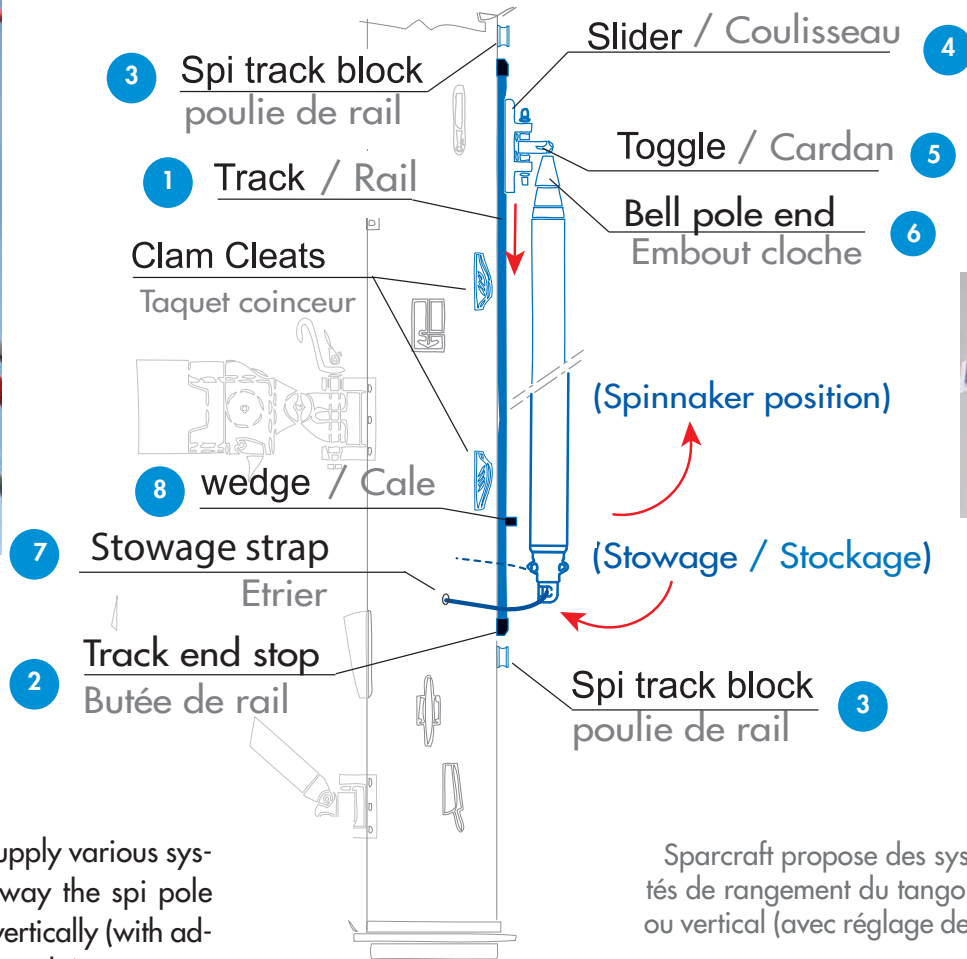 3
Spi track block
poulie de rail
Slider / Coulisseau
4
1
Track / Rail
Toggle / Cardan
5
Bell pole end
Embout cloche
6
Clam Cleats
Taquet coinceur
(Spinnaker position)
8
wedge / Cale
7
Stowage strap
Etrier
(Stowage / Stockage)
2
Track end stop
Butée de rail
Spi track block
poulie de rail
3
upply various sys-
way the spi pole
vertically (with ad-
Sparcraft propose des sys
tés de rangement du tango
ou vertical (avec réglage de